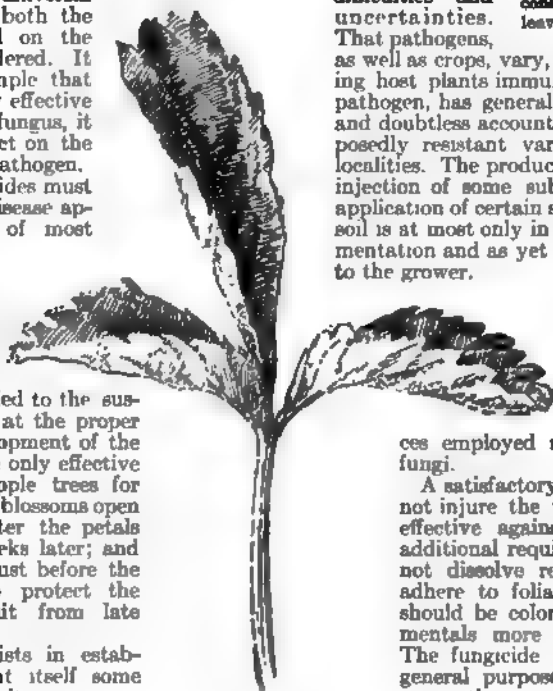 both the
on the
dered. It
mple that
effective
fungus, it
ct on the
athogen.
ides must
isease ap-
of most
ed to the sus-
at the proper
opment of the
only effective
pple trees for
blossoms open
ter the petals
eks later; and
ust before the
protect the
it from late
ists in estab-
t itself some
uncertainties.
leav
That pathogens,
as well as crops, vary,
ing host plants immu
pathogen, has general
and doubtless account
posedly resistant var
localities. The produc
injection of some sub
application of certain s
soil is at most only in
mentation and as yet
to the grower.
ces employed
fungi.
A satisfactory
not injure the
effective agains
additional requi
not dissolve re
adhere to folia
should be color
mentals more
The fungicide
general purpos